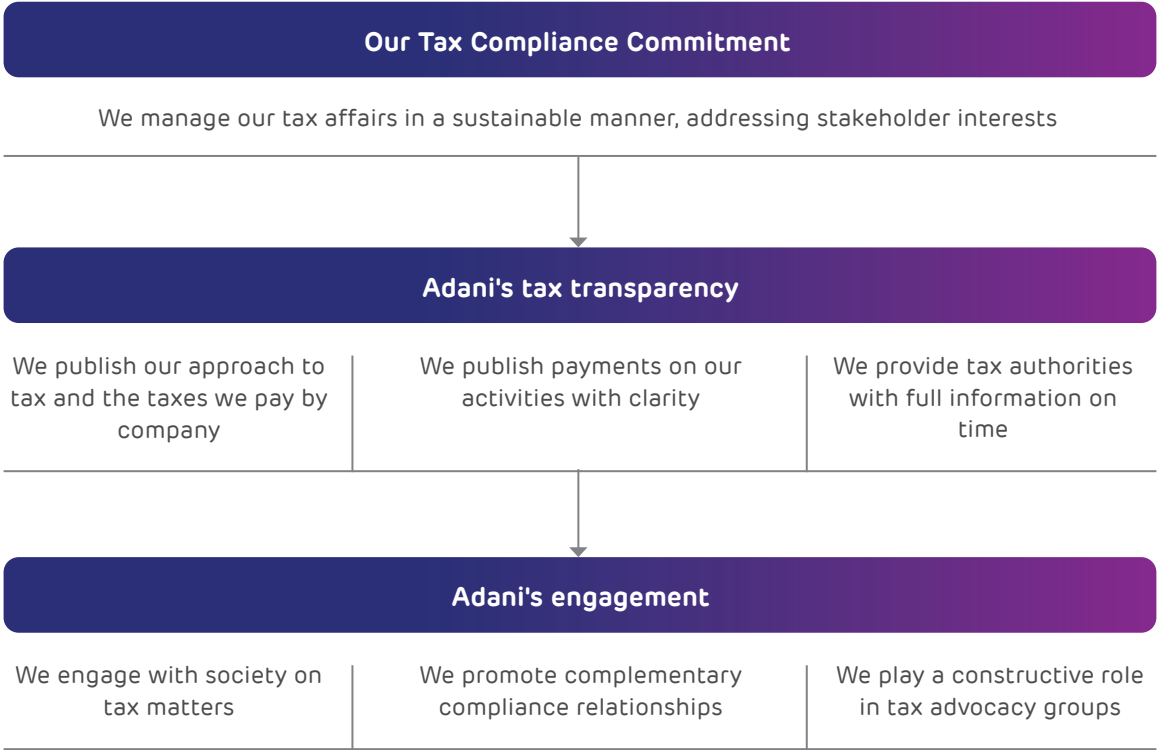 Our Tax Compliance Commitment
We manage our tax affairs in a sustainable manner, addressing stakeholder interests
Adani's tax transparency
We publish our approach to
tax and the taxes we pay by
company
We publish payments on our
activities with clarity
We provide tax authorities
with full information on
time
Adani's engagement
We engage with society on
tax matters
We promote complementary
compliance relationships
We play a constructive role
in tax advocacy groups